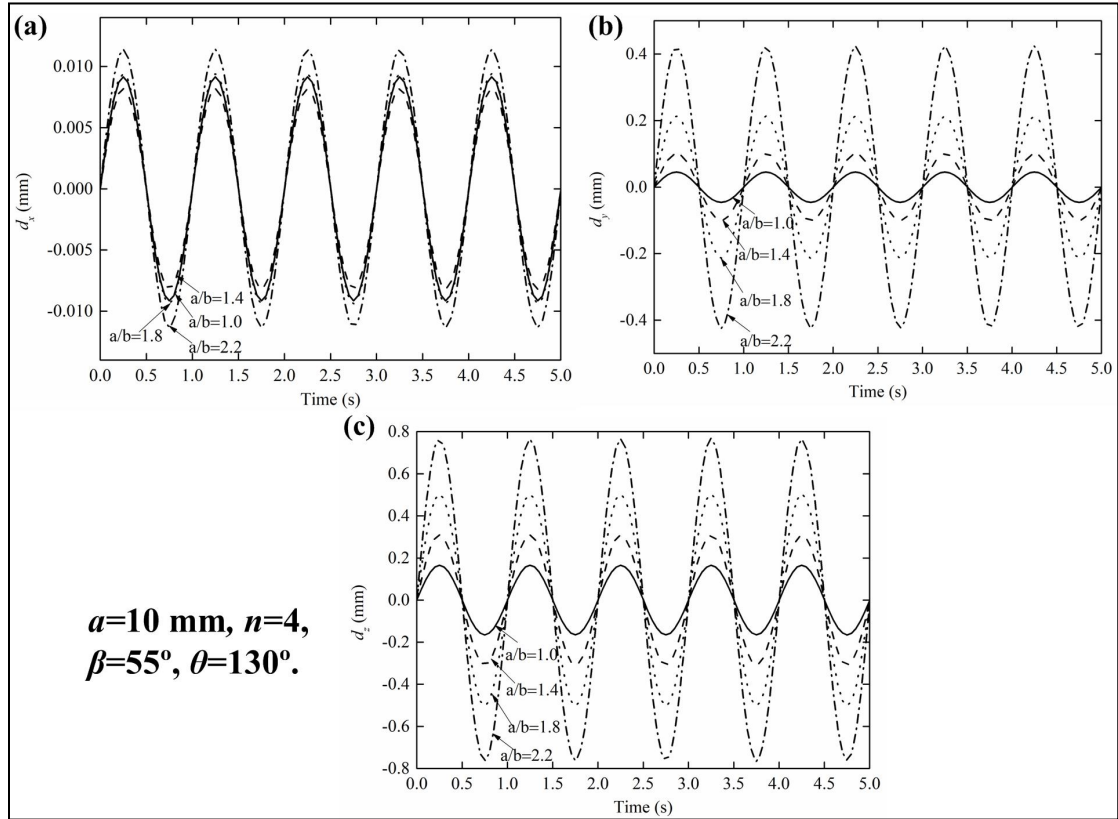 (a)
0.010
0.005
0.000
-0.005
-0.010
dₓ (mm)
a/b=1.4
a/b=1.0
a/b=1.8
a/b=2.2
0.0 0.5 1.0 1.5 2.0 2.5 3.0 3.5 4.0 4.5 5.0
Time (s)
(b)
0.4
0.2
0.0
-0.2
-0.4
d_y (mm)
a/b=1.0
a/b=1.4
a/b=1.8
a/b=2.2
0.0 0.5 1.0 1.5 2.0 2.5 3.0 3.5 4.0 4.5 5.0
Time (s)
(c)
0.8
0.6
0.4
0.2
0.0
-0.2
-0.4
-0.6
-0.8
d_z (mm)
a/b=1.0
a/b=1.4
a/b=1.8
a/b=2.2
0.0 0.5 1.0 1.5 2.0 2.5 3.0 3.5 4.0 4.5 5.0
Time (s)
a=10 mm, n=4,
β=55º, θ=130º.